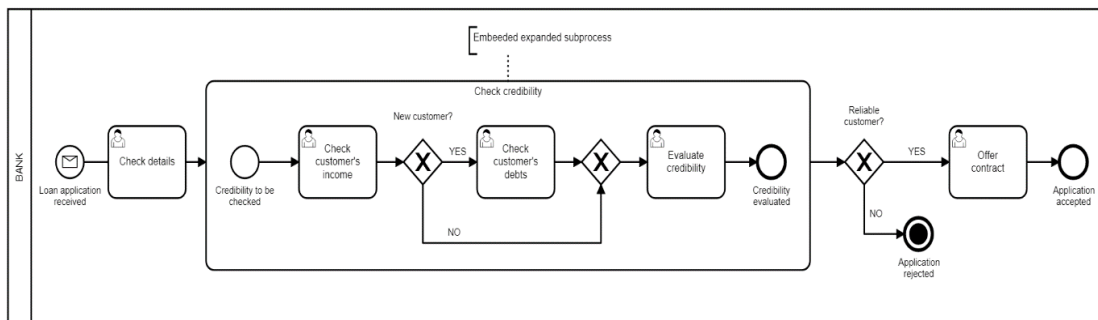 Embeeded expanded subprocess
BANK
Check credibility
Loan application
received
Check details
Credibility to be
checked
Check
customer's
income
New customer?
YES
NO
Check
customer's
debts
Evaluate
credibility
Credibility
evaluated
Reliable
customer?
YES
NO
Application
rejected
Offer
contract
Application
accepted